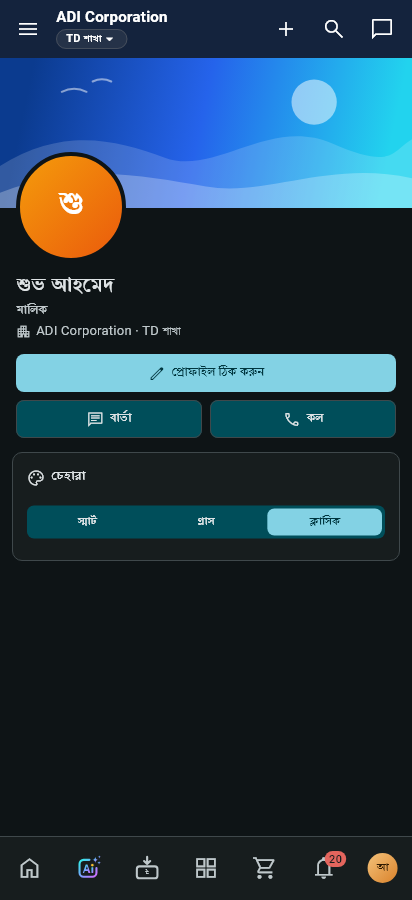 ADI Corporation
TD শাখা
শু
শুভ আহমেদ
মালিক
ADI Corporation · TD শাখা
প্রোফাইল ঠিক করুন
বার্তা
কল
চেহারা
স্মার্ট
গ্লাস
ক্লাসিক
Ai
৳
20
আ